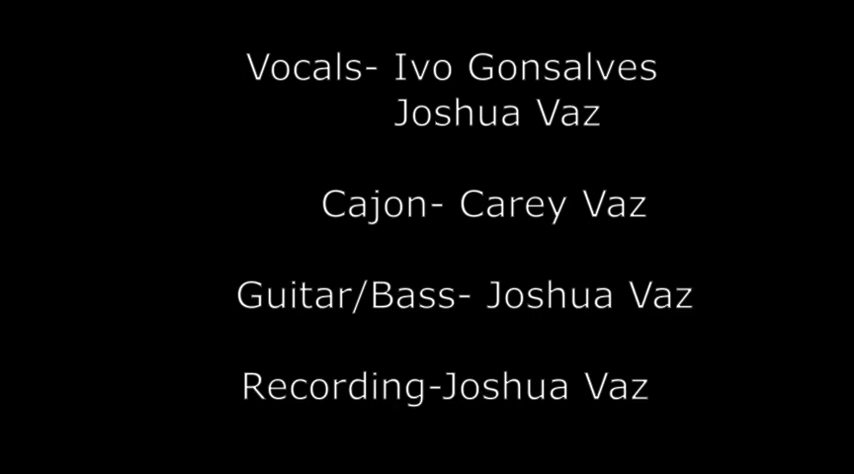 Vocals- Ivo Gonsalves
Joshua Vaz
Cajon- Carey Vaz
Guitar/Bass- Joshua Vaz
Recording-Joshua Vaz